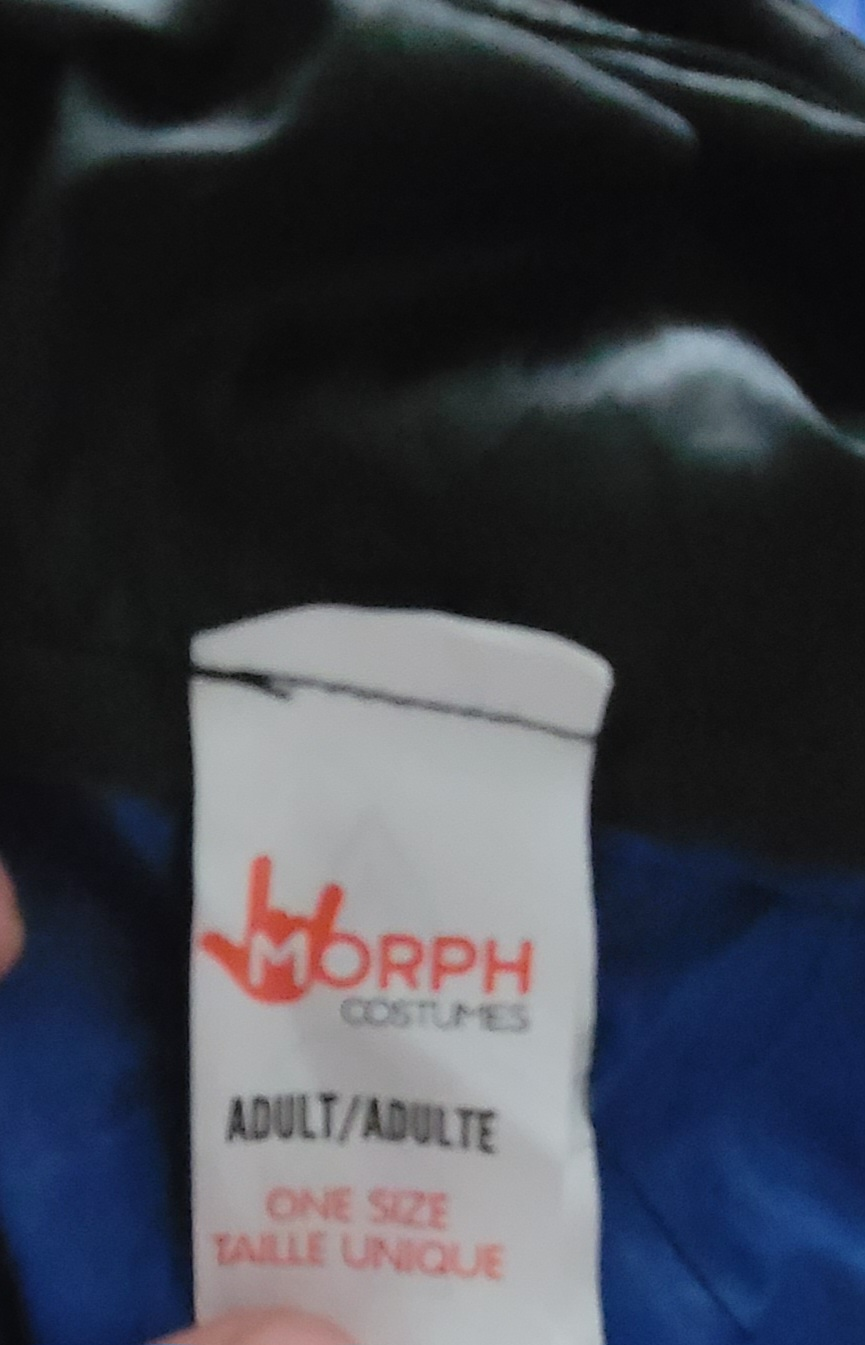 MORPH
COSTUMES
ADULT/ADULTE
ONE SIZE
TAILLE UNIQUE